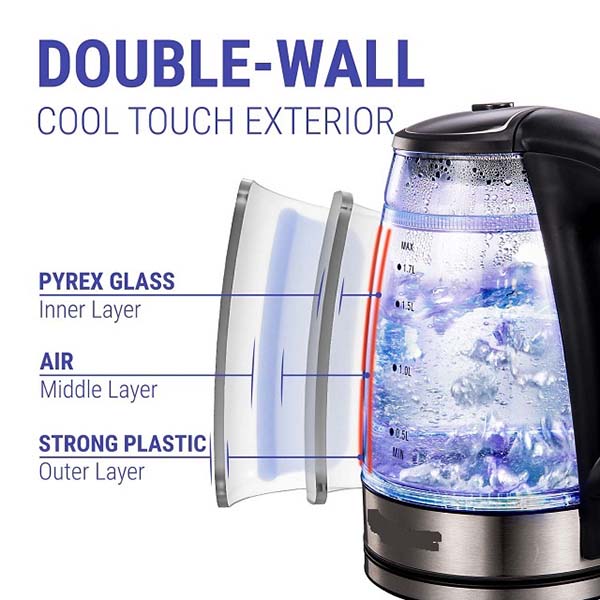 DOUBLE-WALL
COOL TOUCH EXTERIOR
PYREX GLASS
Inner Layer
AIR
Middle Layer
STRONG PLASTIC
Outer Layer
MAX
1.7L
1.5L
1.0L
0.5L
MIN